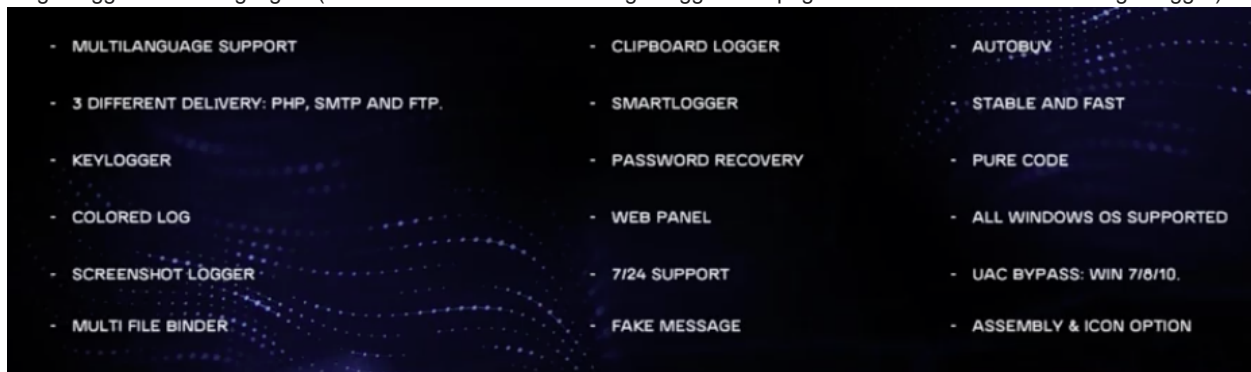 - MULTILANGUAGE SUPPORT
- 3 DIFFERENT DELIVERY: PHP, SMTP AND FTP.
- KEYLOGGER
- COLORED LOG
- SCREENSHOT LOGGER
- MULTI FILE BINDER
- CLIPBOARD LOGGER
- SMARTLOGGER
- PASSWORD RECOVERY
- WEB PANEL
- 7/24 SUPPORT
- FAKE MESSAGE
- AUTOBUY
- STABLE AND FAST
- PURE CODE
- ALL WINDOWS OS SUPPORTED
- UAC BYPASS: WIN 7/8/10.
- ASSEMBLY & ICON OPTION